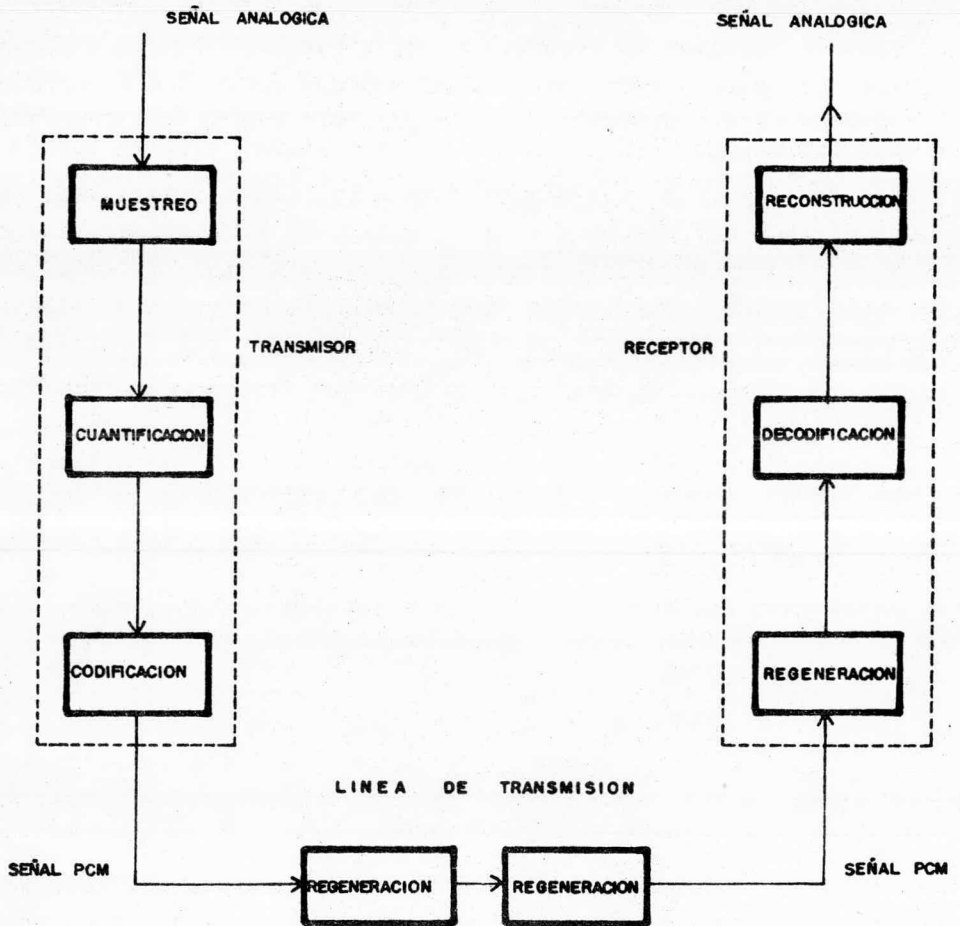 SEÑAL ANALOGICA
SEÑAL ANALOGICA
MUESTREO
RECONSTRUCCION
TRANSMISOR
RECEPTOR
CUANTIFICACION
DECODIFICACION
CODIFICACION
REGENERACION
LINEA DE TRANSMISION
SEÑAL PCM
REGENERACION
REGENERACION
SEÑAL PCM